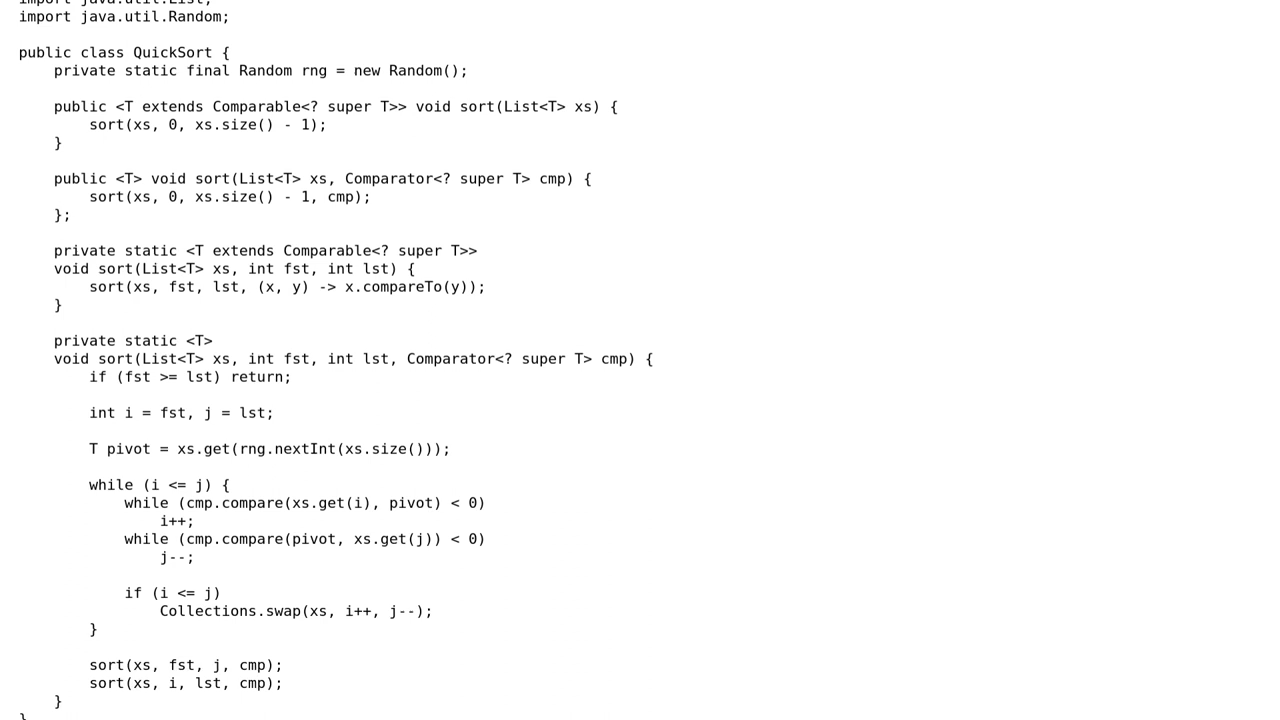 import java.util.List;
import java.util.Random;

public class QuickSort {
    private static final Random rng = new Random();

    public <T extends Comparable<? super T>> void sort(List<T> xs) {
        sort(xs, 0, xs.size() - 1);
    }

    public <T> void sort(List<T> xs, Comparator<? super T> cmp) {
        sort(xs, 0, xs.size() - 1, cmp);
    };

    private static <T extends Comparable<? super T>>
    void sort(List<T> xs, int fst, int lst) {
        sort(xs, fst, lst, (x, y) -> x.compareTo(y));
    }

    private static <T>
    void sort(List<T> xs, int fst, int lst, Comparator<? super T> cmp) {
        if (fst >= lst) return;

        int i = fst, j = lst;

        T pivot = xs.get(rng.nextInt(xs.size()));

        while (i <= j) {
            while (cmp.compare(xs.get(i), pivot) < 0)
                i++;
            while (cmp.compare(pivot, xs.get(j)) < 0)
                j--;

            if (i <= j)
                Collections.swap(xs, i++, j--);
        }

        sort(xs, fst, j, cmp);
        sort(xs, i, lst, cmp);
    }
}